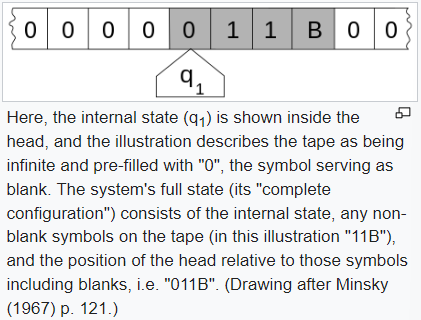 0 0 0 0 0 1 1 B 0 0
q1
Here, the internal state (q1) is shown inside the
head, and the illustration describes the tape as being
infinite and pre-filled with "0", the symbol serving as
blank. The system's full state (its "complete
configuration") consists of the internal state, any non-
blank symbols on the tape (in this illustration "11B"),
and the position of the head relative to those symbols
including blanks, i.e. "011B". (Drawing after Minsky
(1967) p. 121.)